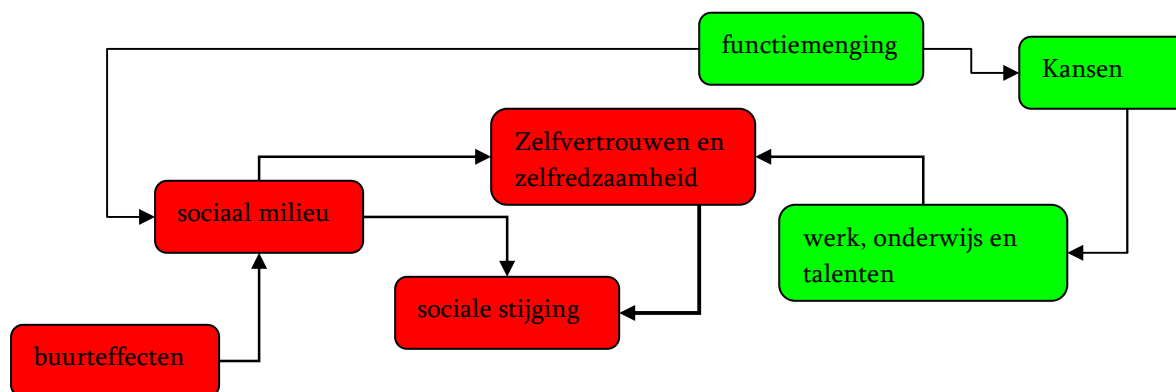 functiemenging
Kansen
Zelfvertrouwen en
zelfredzaamheid
sociaal milieu
werk, onderwijs en
talenten
sociale stijging
buurteffecten